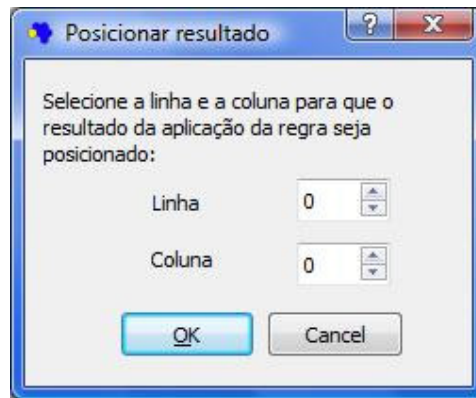 Posicionar resultado
?
X
Selecione a linha e a coluna para que o
resultado da aplicação da regra seja
posicionado:
Linha 0
Coluna 0
OK Cancel